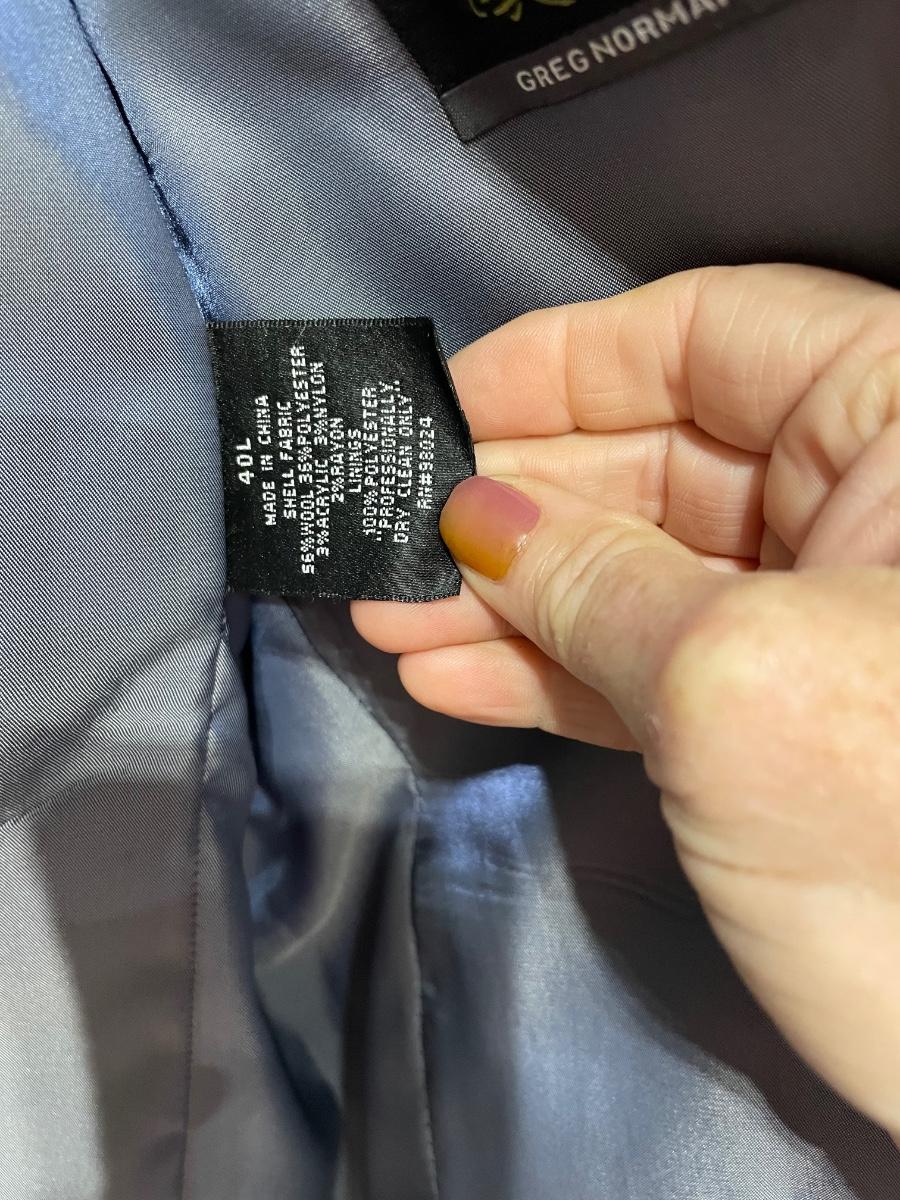 GREG NORMAN
40L
MADE IN CHINA
SHELL FABRIC
56%WOOL 36%POLYESTER
3%ACRYLIC 3%NYLON
2%RAYON
LININGS
100%POLYESTER
"PROFESSIONALLY
DRY CLEAN ONLY"
RN#98024